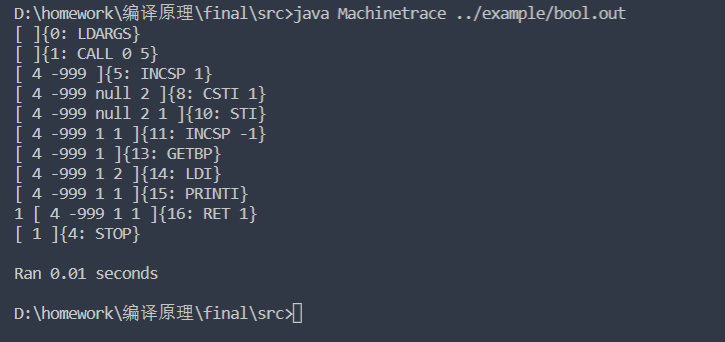 D:\homework\编译原理\final\src>java Machinetrace ../example/bool.out
[ ]{0: LDARGS}
[ ]{1: CALL 0 5}
[ 4 -999 ]{5: INCSP 1}
[ 4 -999 null 2 ]{8: CSTI 1}
[ 4 -999 null 2 1 ]{10: STI}
[ 4 -999 1 1 ]{11: INCSP -1}
[ 4 -999 1 ]{13: GETBP}
[ 4 -999 1 2 ]{14: LDI}
[ 4 -999 1 1 ]{15: PRINTI}
1 [ 4 -999 1 1 ]{16: RET 1}
[ 1 ]{4: STOP}
Ran 0.01 seconds
D:\homework\编译原理\final\src>